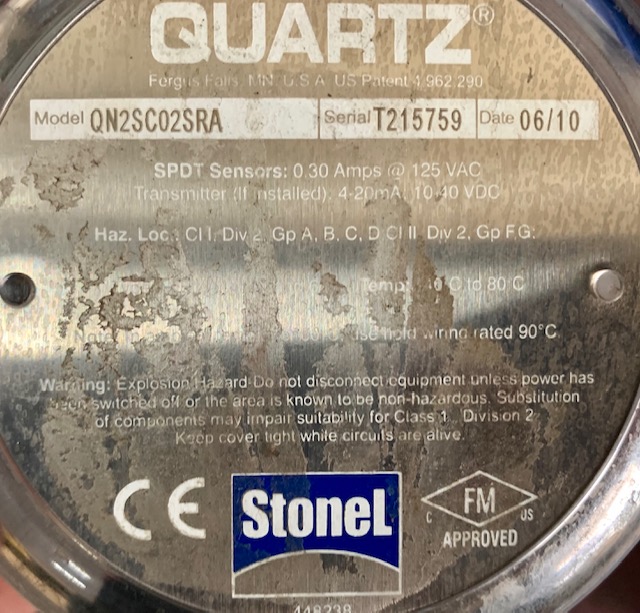 QUARTZ®
Fergus Falls, MN, U.S.A. US Patent 4,962,290
Model QN2SC02SRA Serial T215759 Date 06/10
SPDT Sensors: 0.30 Amps @ 125 VAC
Transmitter (If Installed): 4-20mA, 10-40 VDC
Haz. Loc.: Cl I, Div 2, Gp A, B, C, D Cl II, Div 2, Gp FG;
Temp. °C to 80°C
wiring rated 90°C
Warning: Explosion Hazard-Do not disconnect equipment unless power has
been switched off or the area is known to be non-hazardous. Substitution
of components may impair suitability for Class 1, Division 2
Keep cover tight while circuits are alive.
CE StoneL C FM US
APPROVED
448238